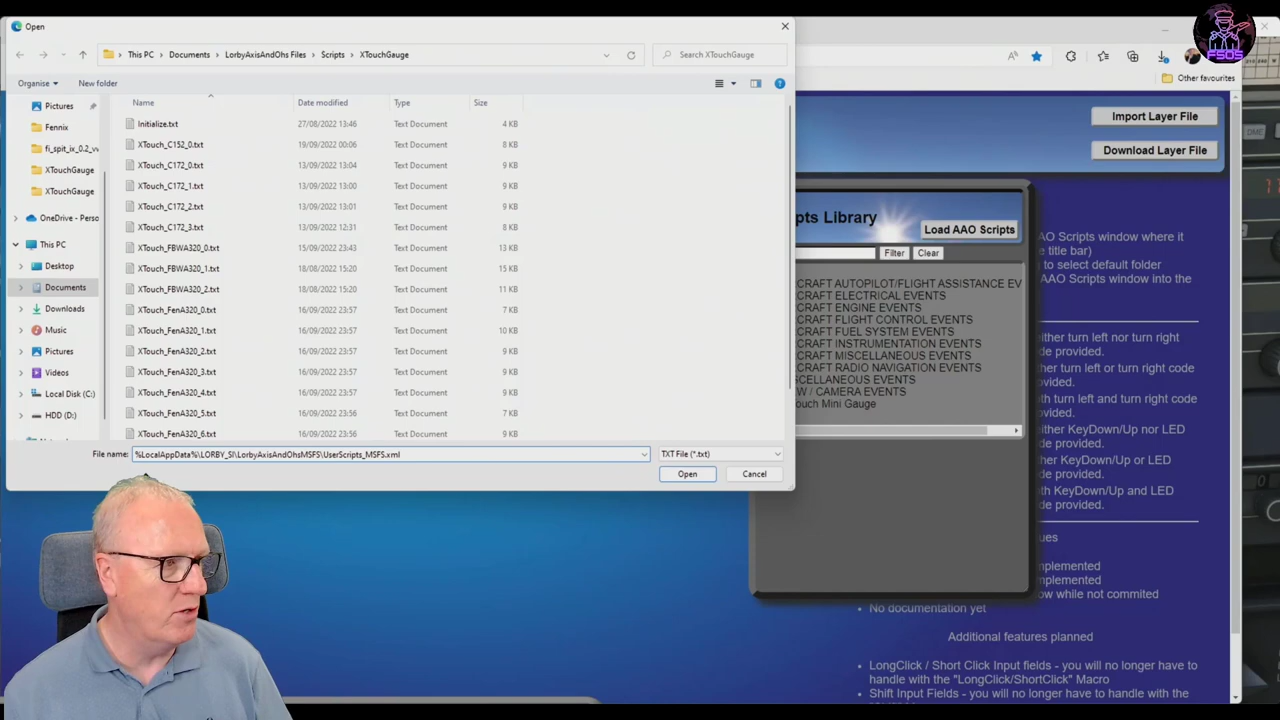 Open
This PC > Documents > LorbyAxisAndOhs Files > Scripts > XTouchGauge
Search XTouchGauge
Organise
New folder
Name
Date modified
Type
Size
Pictures
Fennix
fi_spit_ix_0.2_v
XTouchGauge
XTouchGauge
OneDrive - Perso
This PC
Desktop
Documents
Downloads
Music
Pictures
Videos
Local Disk (C:)
HDD (D:)
Initialize.txt 27/08/2022 13:46 Text Document 4 KB
XTouch_C152_0.txt 19/09/2022 00:06 Text Document 8 KB
XTouch_C172_0.txt 13/09/2022 13:04 Text Document 8 KB
XTouch_C172_1.txt 13/09/2022 13:00 Text Document 9 KB
XTouch_C172_2.txt 13/09/2022 13:01 Text Document 9 KB
XTouch_C172_3.txt 13/09/2022 12:31 Text Document 8 KB
XTouch_FBWA320_0.txt 15/09/2022 23:43 Text Document 13 KB
XTouch_FBWA320_1.txt 18/08/2022 15:20 Text Document 15 KB
XTouch_FBWA320_2.txt 18/08/2022 15:20 Text Document 11 KB
XTouch_FenA320_0.txt 16/09/2022 23:57 Text Document 7 KB
XTouch_FenA320_1.txt 16/09/2022 23:57 Text Document 10 KB
XTouch_FenA320_2.txt 16/09/2022 23:57 Text Document 9 KB
XTouch_FenA320_3.txt 16/09/2022 23:57 Text Document 9 KB
XTouch_FenA320_4.txt 16/09/2022 23:57 Text Document 9 KB
XTouch_FenA320_5.txt 16/09/2022 23:56 Text Document 7 KB
XTouch_FenA320_6.txt 16/09/2022 23:56 Text Document 9 KB
File name: %LocalAppData%\LORBY_SI\LorbyAxisAndOhsMSFS\UserScripts_MSFS.xml
TXT File (*.txt)
Open
Cancel
FSOS
Other favourites
Import Layer File
Download Layer File
pts Library
Load AAO Scripts
Filter
Clear
CRAFT AUTOPILOT/FLIGHT ASSISTANCE EV
CRAFT ELECTRICAL EVENTS
CRAFT ENGINE EVENTS
CRAFT FLIGHT CONTROL EVENTS
CRAFT FUEL SYSTEM EVENTS
CRAFT INSTRUMENTATION EVENTS
CRAFT MISCELLANEOUS EVENTS
CRAFT RADIO NAVIGATION EVENTS
SCELLANEOUS EVENTS
W / CAMERA EVENTS
ouch Mini Gauge
AO Scripts window where it
e title bar)
to select default folder
AO Scripts window into the
either turn left nor turn right
de provided.
her turn left or turn right code
ovided.
th turn left and turn right code
ovided.
either KeyDown/Up nor LED
de provided.
her KeyDown/Up or LED
de provided.
th KeyDown/Up and LED
de provided.
ues
mplemented
mplemented
ow while not commited
No documentation yet
Additional features planned
LongClick / Short Click Input fields - you will no longer have to
handle with the "LongClick/ShortClick" Macro
Shift Input Fields - you will no longer have to handle with the
DME